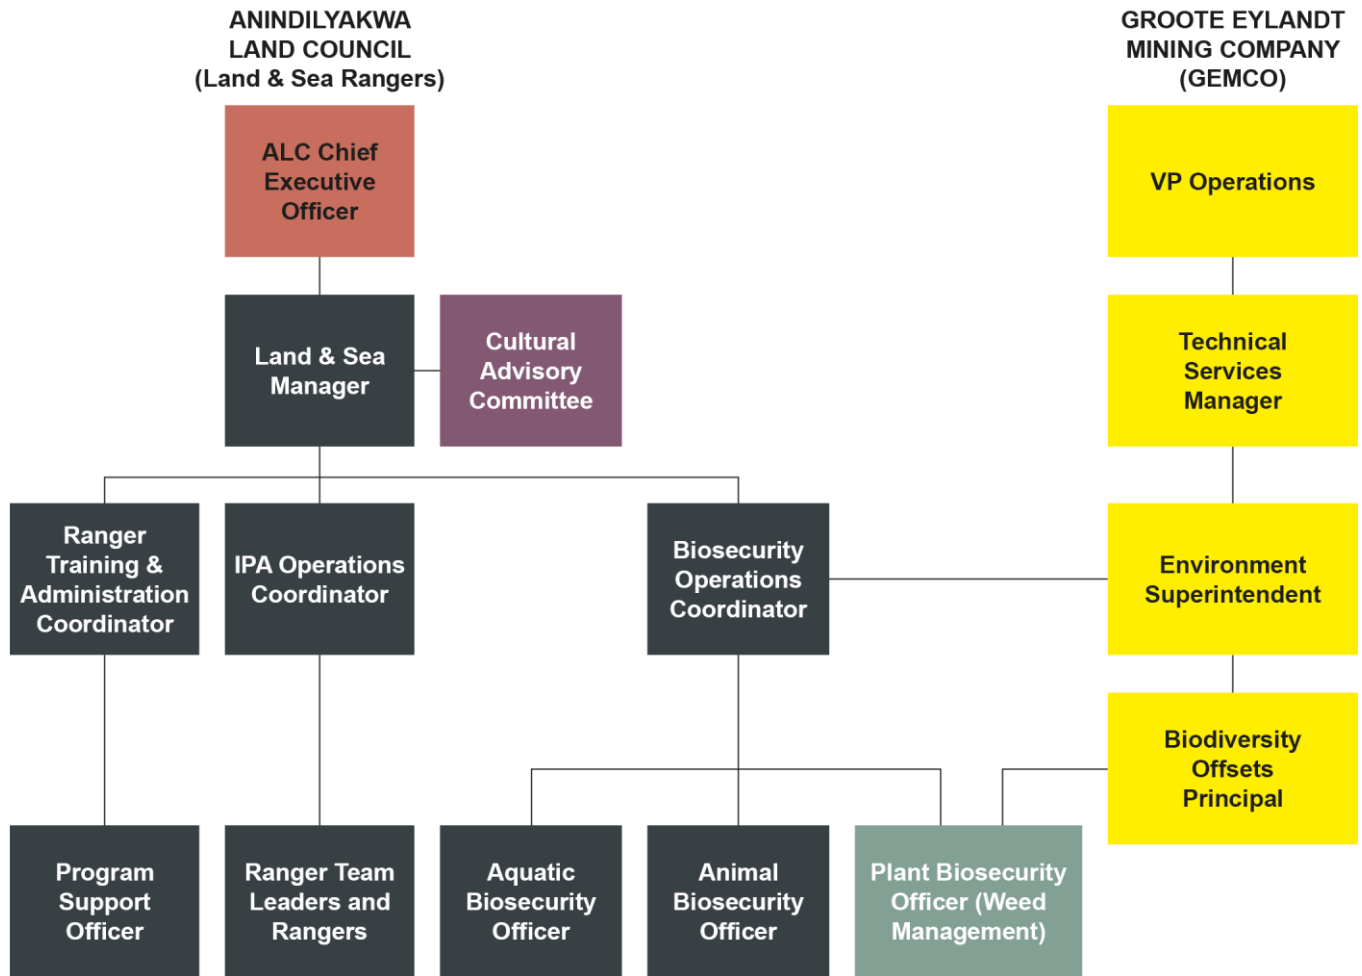 ANINDILYAKWA
LAND COUNCIL
(Land & Sea Rangers)
GROOTE EYLANDT
MINING COMPANY
(GEMCO)
ALC Chief
Executive
Officer
VP Operations
Land & Sea
Manager
Cultural
Advisory
Committee
Technical
Services
Manager
Ranger
Training &
Administration
Coordinator
IPA Operations
Coordinator
Biosecurity
Operations
Coordinator
Environment
Superintendent
Biodiversity
Offsets
Principal
Program
Support
Officer
Ranger Team
Leaders and
Rangers
Aquatic
Biosecurity
Officer
Animal
Biosecurity
Officer
Plant Biosecurity
Officer (Weed
Management)